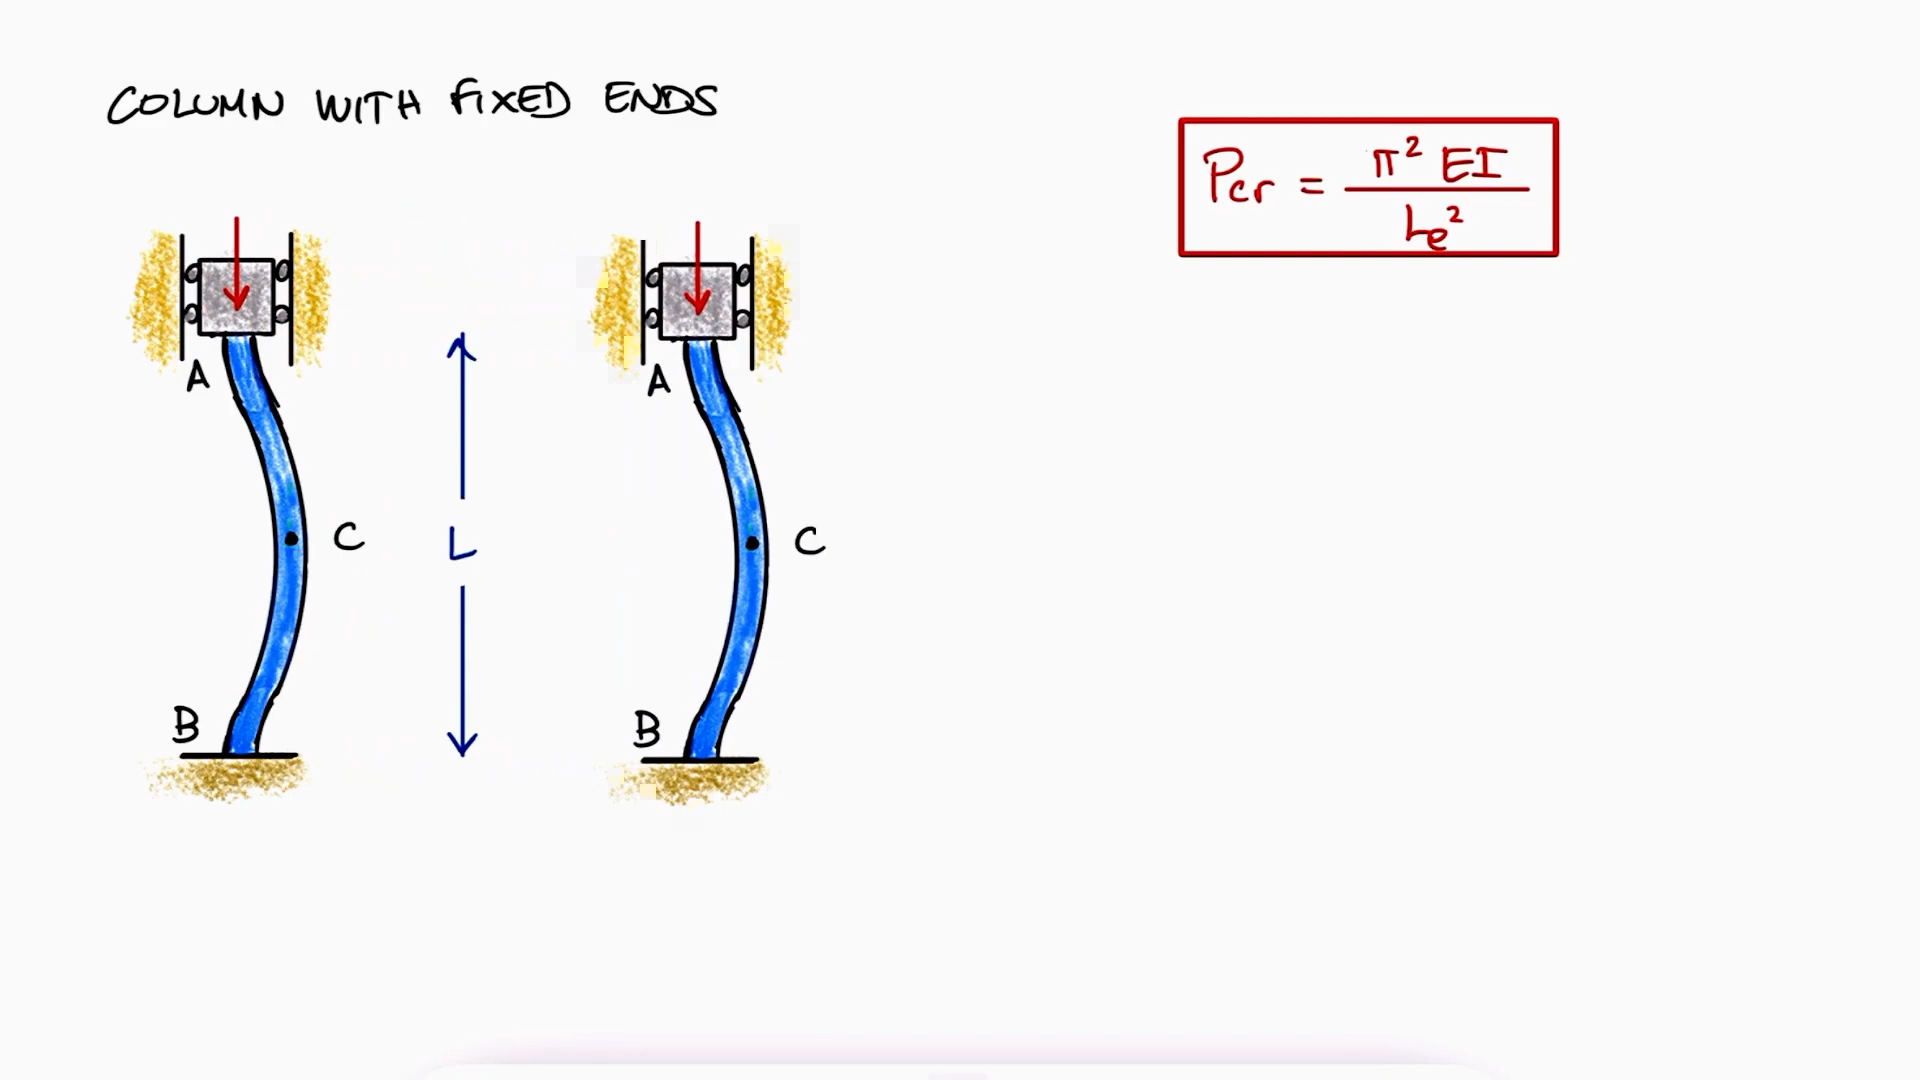 COLUMN WITH FIXED ENDS
Pcr = π² EI / Le²
A
A
C
L
C
B
B